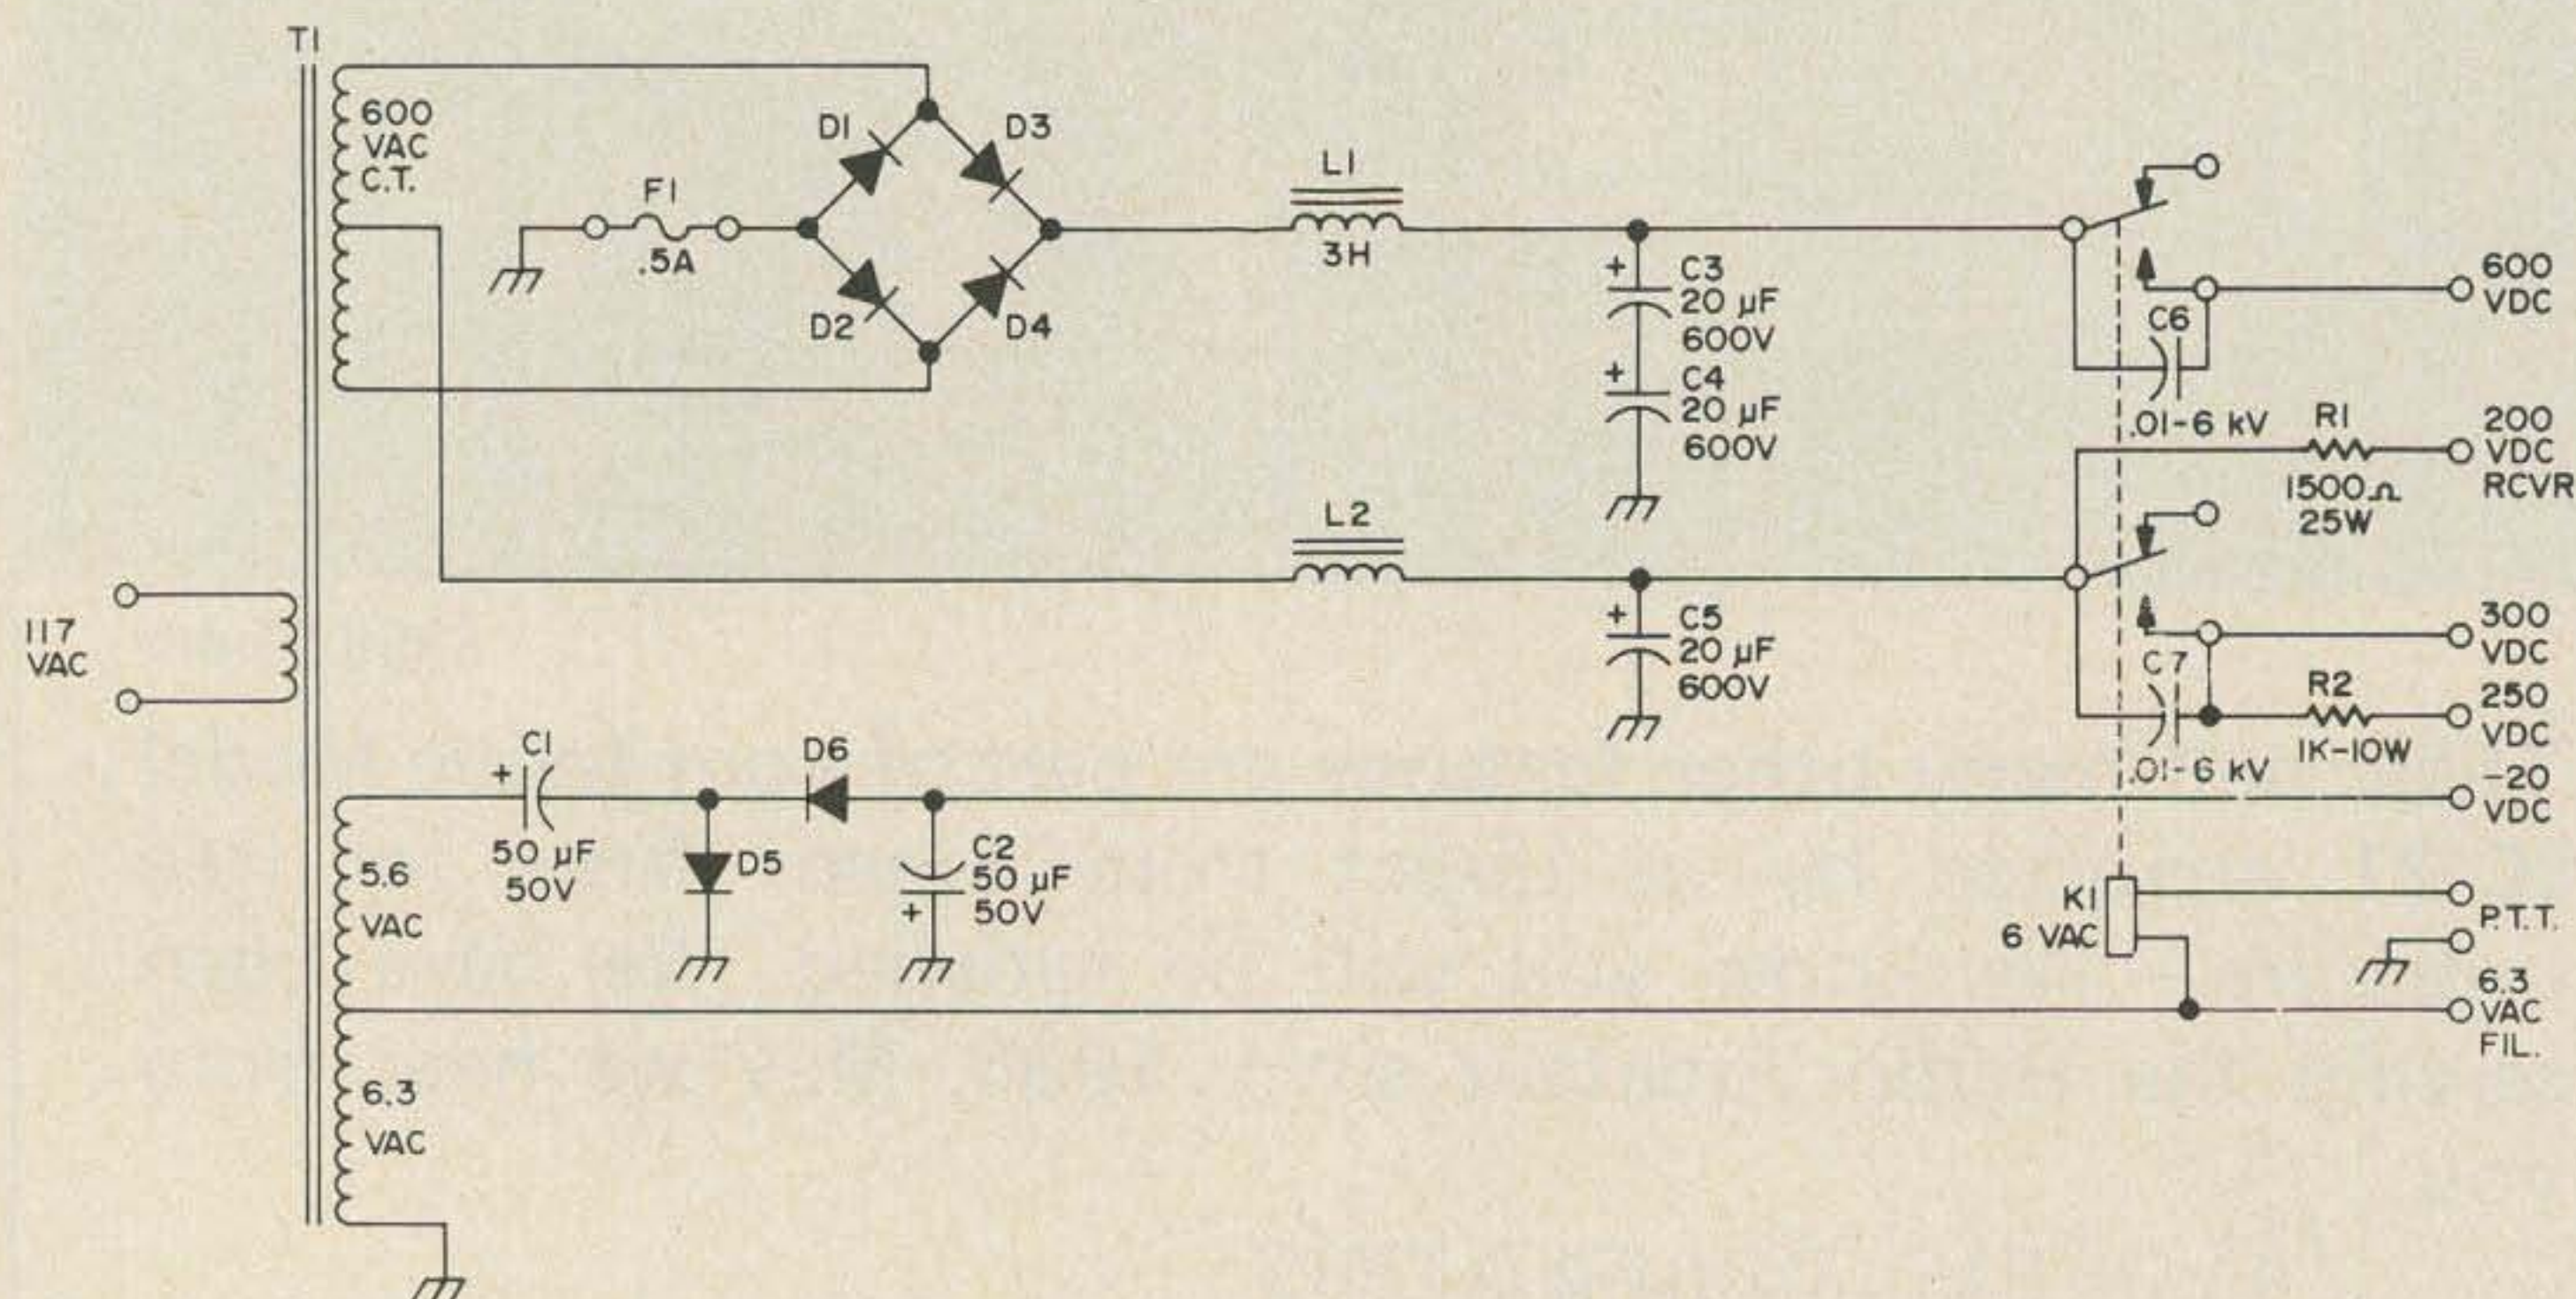 T1
600
VAC
C.T.
F1
.5A
D1
D3
D2
D4
L1
3H
+ C3
20 µF
600V
+ C4
20 µF
600V
600
VDC
C6
.01-6 kV
R1
1500Ω
25W
200
VDC
RCVR
L2
+ C5
20 µF
600V
117
VAC
300
VDC
C7
.01-6 kV
R2
1K-10W
250
VDC
-20
VDC
C1
+
50 µF
50V
D6
D5
C2
50 µF
50V
+
5.6
VAC
K1
6 VAC
P.T.T.
6.3
VAC
FIL.
6.3
VAC